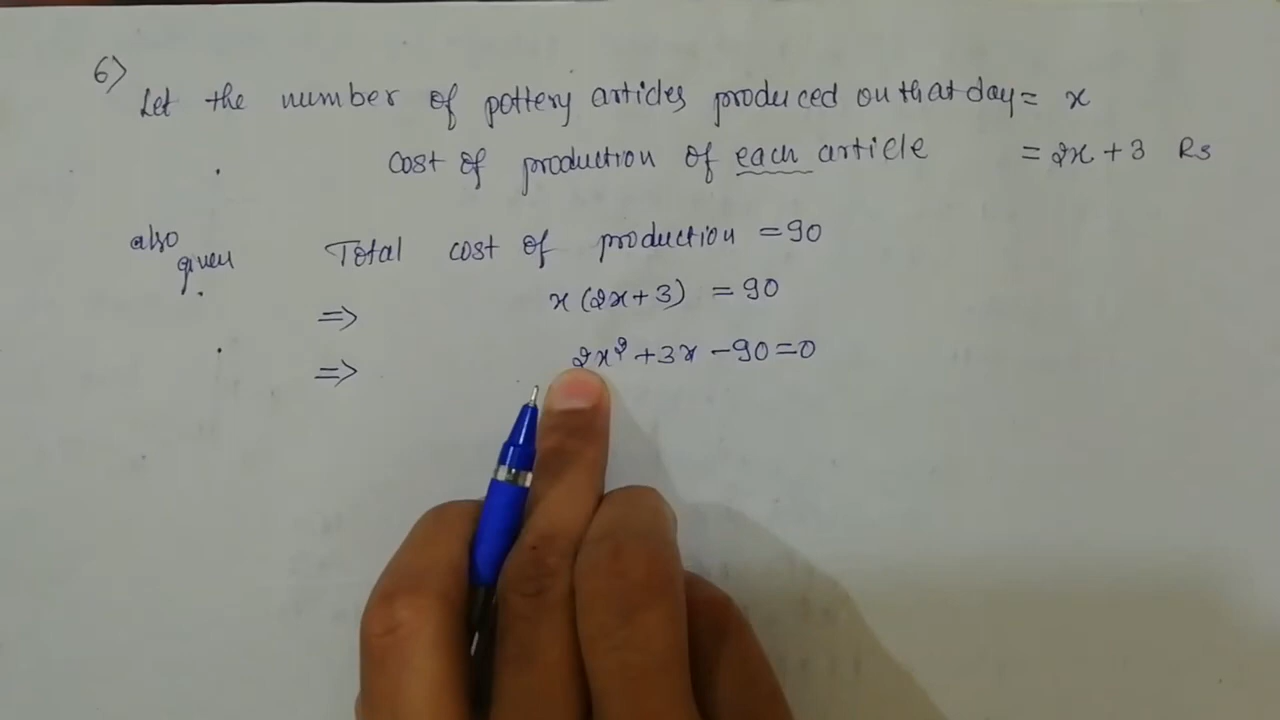 6)
Let the number of pottery articles produced on that day = x
cost of production of each article = 2x + 3 Rs
also given Total cost of production = 90
=> x (2x + 3) = 90
=> 2x² + 3x - 90 = 0